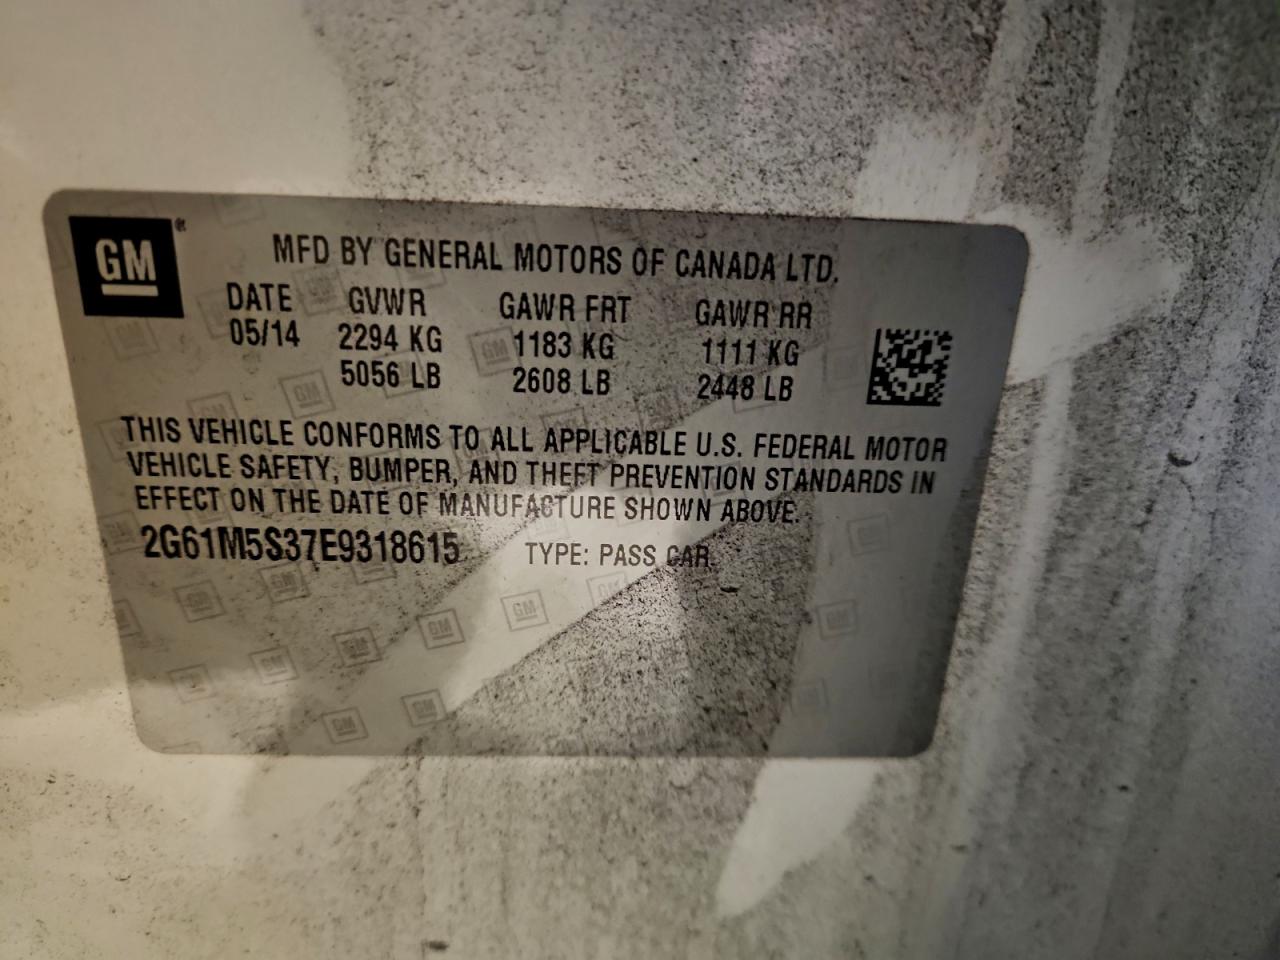 GM®
MFD BY GENERAL MOTORS OF CANADA LTD.
DATE GVWR GAWR FRT GAWR RR
05/14 2294 KG 1183 KG 1111 KG
5056 LB 2608 LB 2448 LB
THIS VEHICLE CONFORMS TO ALL APPLICABLE U.S. FEDERAL MOTOR
VEHICLE SAFETY, BUMPER, AND THEFT PREVENTION STANDARDS IN
EFFECT ON THE DATE OF MANUFACTURE SHOWN ABOVE.
2G61M5S37E9318615 TYPE: PASS CAR